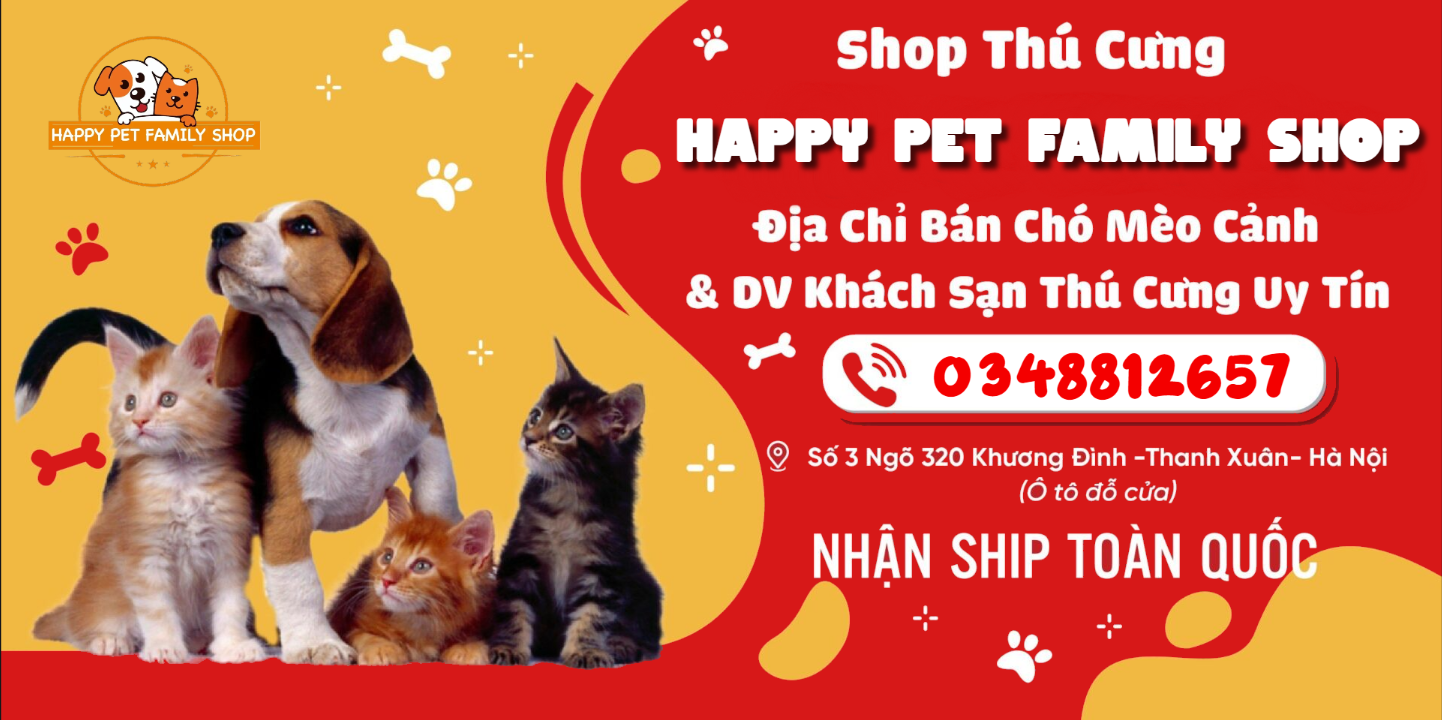 HAPPY PET FAMILY SHOP
Shop Thú Cưng
HAPPY PET FAMILY SHOP
Địa Chỉ Bán Chó Mèo Cảnh
& DV Khách Sạn Thú Cưng Uy Tín
0348812657
Số 3 Ngõ 320 Khương Đình -Thanh Xuân- Hà Nội
(Ô tô đỗ cửa)
NHẬN SHIP TOÀN QUỐC